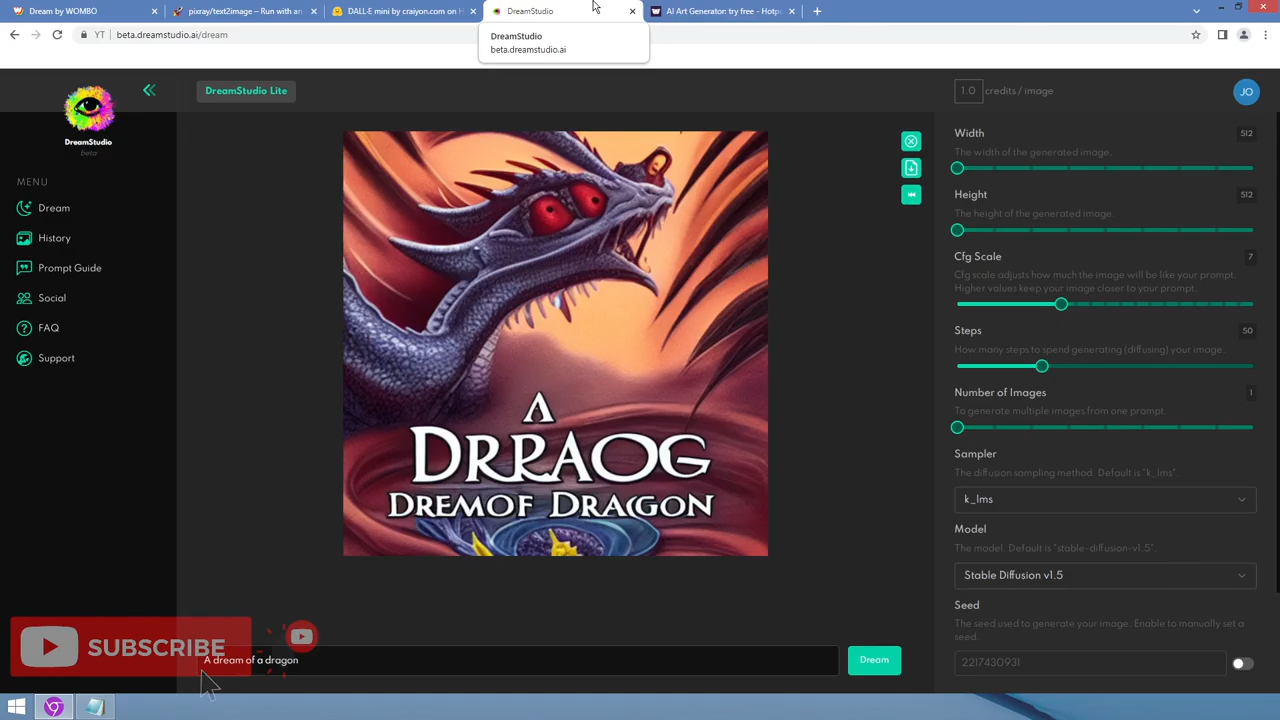 Dream by WOMBO
pixray/text2image – Run with an
DALL·E mini by craiyon.com on H
DreamStudio
AI Art Generator: try free - Hotpo
YT
beta.dreamstudio.ai/dream
DreamStudio
beta.dreamstudio.ai
DreamStudio
beta
DreamStudio Lite
1.0 credits / image
JO
MENU
Dream
History
Prompt Guide
Social
FAQ
Support
A
DRPAOG
DREMOF DRAGON
Width
512
The width of the generated image.
Height
512
The height of the generated image.
Cfg Scale
7
Cfg scale adjusts how much the image will be like your prompt.
Higher values keep your image closer to your prompt.
Steps
50
How many steps to spend generating (diffusing) your image.
Number of Images
1
To generate multiple images from one prompt.
Sampler
The diffusion sampling method. Default is "k_lms".
k_lms
Model
The model. Default is "stable-diffusion-v1.5".
Stable Diffusion v1.5
Seed
The seed used to generate your image. Enable to manually set a
seed.
2217430931
SUBSCRIBE
A dream of a dragon
Dream